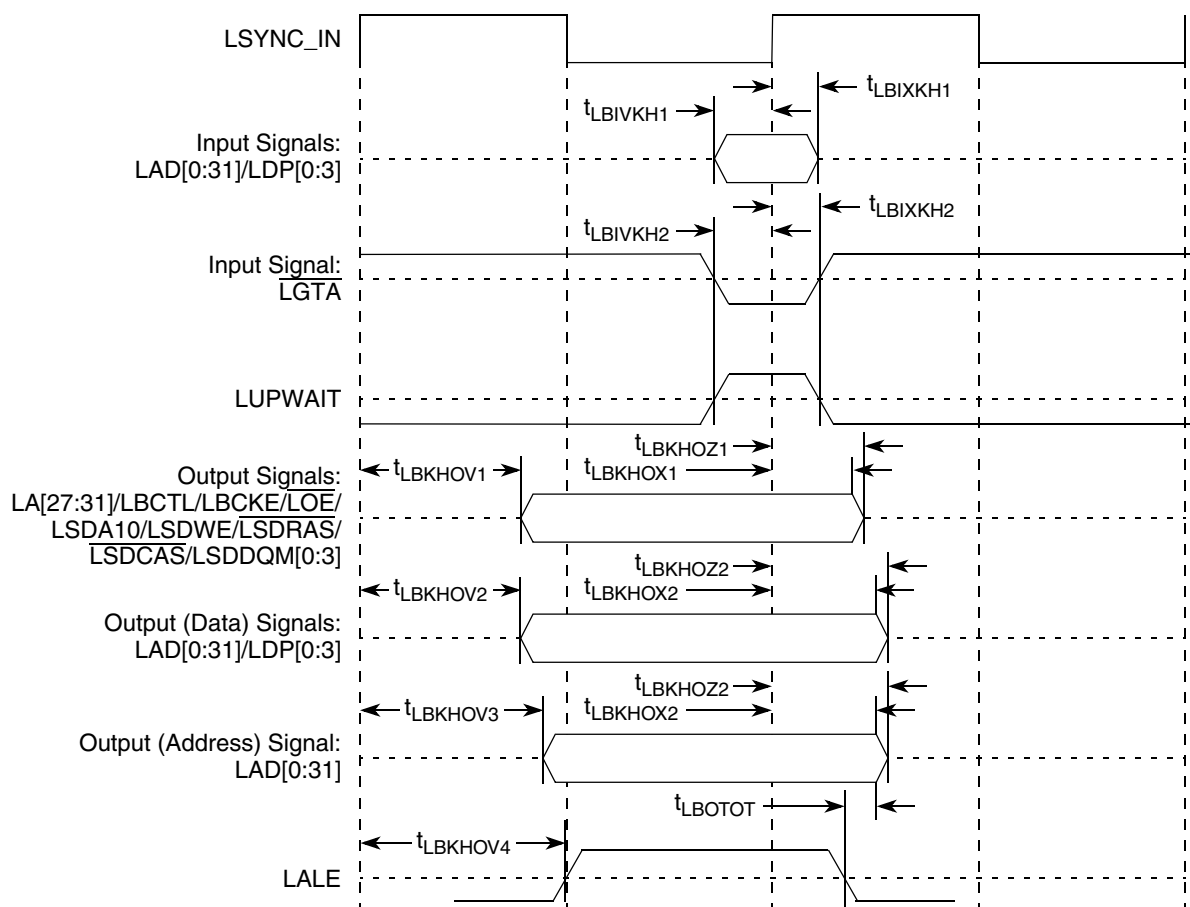 LSYNC_IN
tLBIXKH1
tLBIVKH1
Input Signals:
LAD[0:31]/LDP[0:3]
tLBIXKH2
tLBIVKH2
Input Signal:
LGTA
LUPWAIT
tLBKHOZ1
tLBKHOV1
tLBKHOX1
Output Signals:
LA[27:31]/LBCTL/LBCKE/LOE/
LSDA10/LSDWE/LSDRAS/
LSDCAS/LSDDQM[0:3]
tLBKHOZ2
tLBKHOV2
tLBKHOX2
Output (Data) Signals:
LAD[0:31]/LDP[0:3]
tLBKHOZ2
tLBKHOV3
tLBKHOX2
Output (Address) Signal:
LAD[0:31]
tLBOTOT
tLBKHOV4
LALE